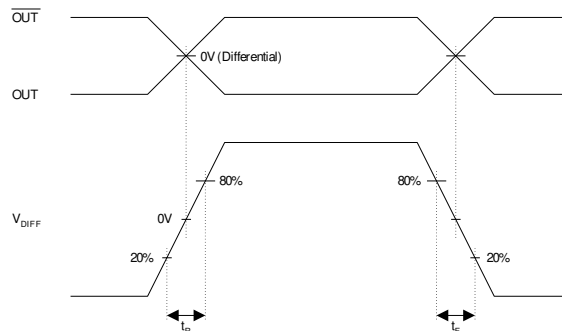 OUT
0V (Differential)
OUT
80%
80%
V_DIFF
0V
20%
20%
t_R
t_F